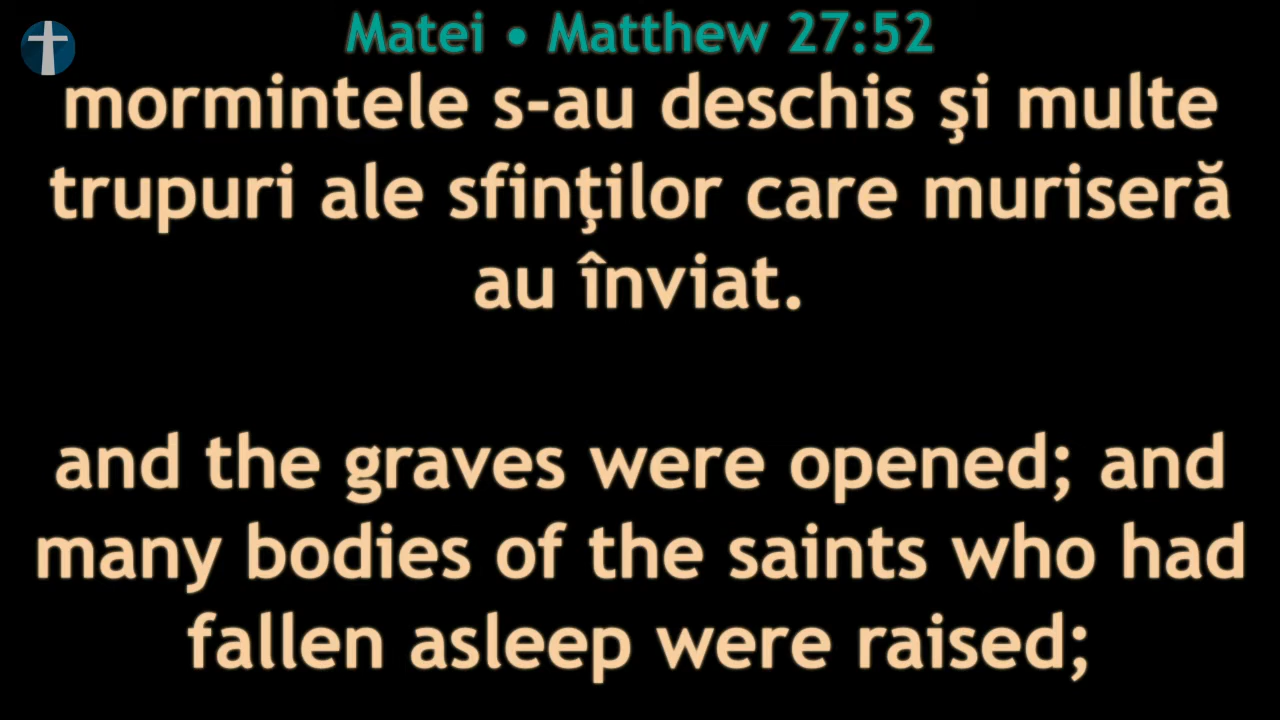 Matei • Matthew 27:52
mormintele s-au deschis şi multe
trupuri ale sfinţilor care muriseră
au înviat.
and the graves were opened; and
many bodies of the saints who had
fallen asleep were raised;